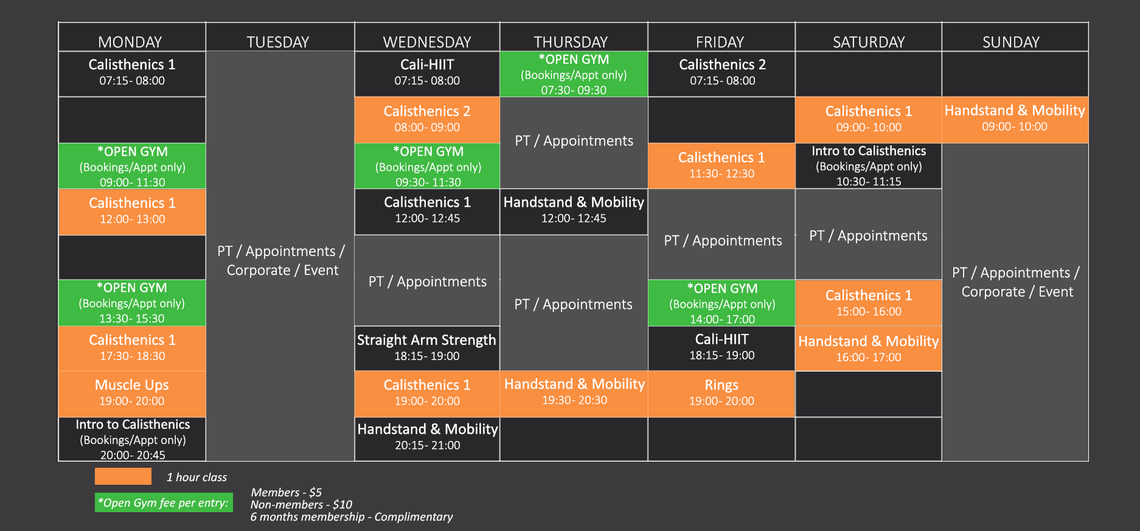 MONDAY
TUESDAY
WEDNESDAY
THURSDAY
FRIDAY
SATURDAY
SUNDAY
Calisthenics 1
07:15- 08:00
Cali-HIIT
07:15- 08:00
*OPEN GYM
(Bookings/Appt only)
07:30- 09:30
Calisthenics 2
07:15- 08:00
Calisthenics 2
08:00- 09:00
PT / Appointments
Calisthenics 1
09:00- 10:00
Handstand & Mobility
09:00- 10:00
*OPEN GYM
(Bookings/Appt only)
09:00- 11:30
*OPEN GYM
(Bookings/Appt only)
09:30- 11:30
Calisthenics 1
11:30- 12:30
Intro to Calisthenics
(Bookings/Appt only)
10:30- 11:15
Calisthenics 1
12:00- 13:00
Calisthenics 1
12:00- 12:45
Handstand & Mobility
12:00- 12:45
PT / Appointments /
Corporate / Event
PT / Appointments
PT / Appointments
PT / Appointments
PT / Appointments
PT / Appointments /
Corporate / Event
*OPEN GYM
(Bookings/Appt only)
13:30- 15:30
*OPEN GYM
(Bookings/Appt only)
14:00- 17:00
Calisthenics 1
15:00- 16:00
Calisthenics 1
17:30- 18:30
Straight Arm Strength
18:15- 19:00
Cali-HIIT
18:15- 19:00
Handstand & Mobility
16:00- 17:00
Muscle Ups
19:00- 20:00
Calisthenics 1
19:00- 20:00
Handstand & Mobility
19:30- 20:30
Rings
19:00- 20:00
Intro to Calisthenics
(Bookings/Appt only)
20:00- 20:45
Handstand & Mobility
20:15- 21:00
1 hour class
*Open Gym fee per entry:
Members - $5
Non-members - $10
6 months membership - Complimentary